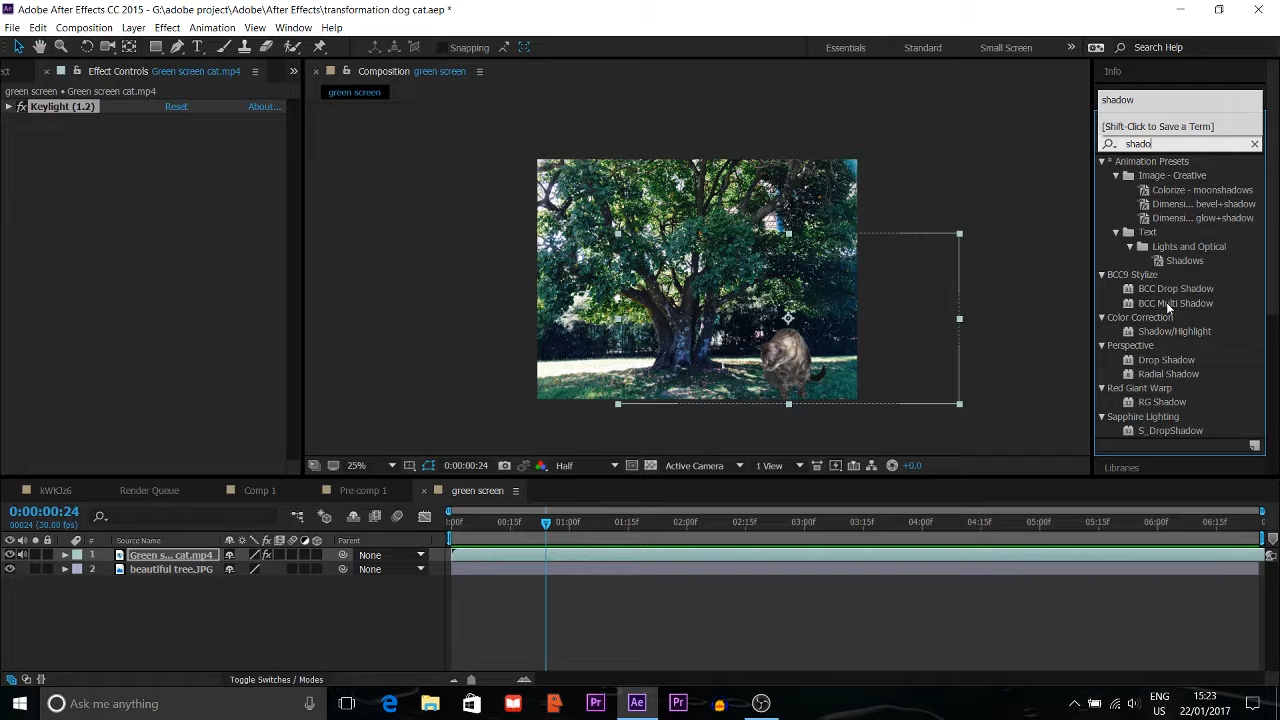 Adobe After Effects CC 2015 - G:\adobe project\Adobe\After Effects\transformation dog cat.aep *
File Edit Composition Layer Effect Animation View Window Help
Snapping Essentials Standard Small Screen Search Help
ct Effect Controls Green screen cat.mp4 Composition green screen Info
green screen • Green screen cat.mp4 green screen
Keylight (1.2) Reset About...
shadow
[Shift-Click to Save a Term]
shado
* Animation Presets
Image - Creative
Colorize - moonshadows
Dimensi... bevel+shadow
Dimensi... glow+shadow
Text
Lights and Optical
Shadows
BCC9 Stylize
BCC Drop Shadow
BCC Multi Shadow
Color Correction
Shadow/Highlight
Perspective
Drop Shadow
Radial Shadow
Red Giant Warp
RG Shadow
Sapphire Lighting
S_DropShadow
25% 0:00:00:24 Half Active Camera 1 View +0.0
Libraries
kWKJz6 Render Queue Comp 1 Pre-comp 1 green screen
0:00:00:24
00024 (30.00 fps)
:00f 00:15f 01:00f 01:15f 02:00f 02:15f 03:00f 03:15f 04:00f 04:15f 05:00f 05:15f 06:00f 06:15f
# Source Name Parent
1 Green s... cat.mp4 None
2 beautiful tree.JPG None
Toggle Switches / Modes
Ask me anything
ENG
US
15:23
22/01/2017